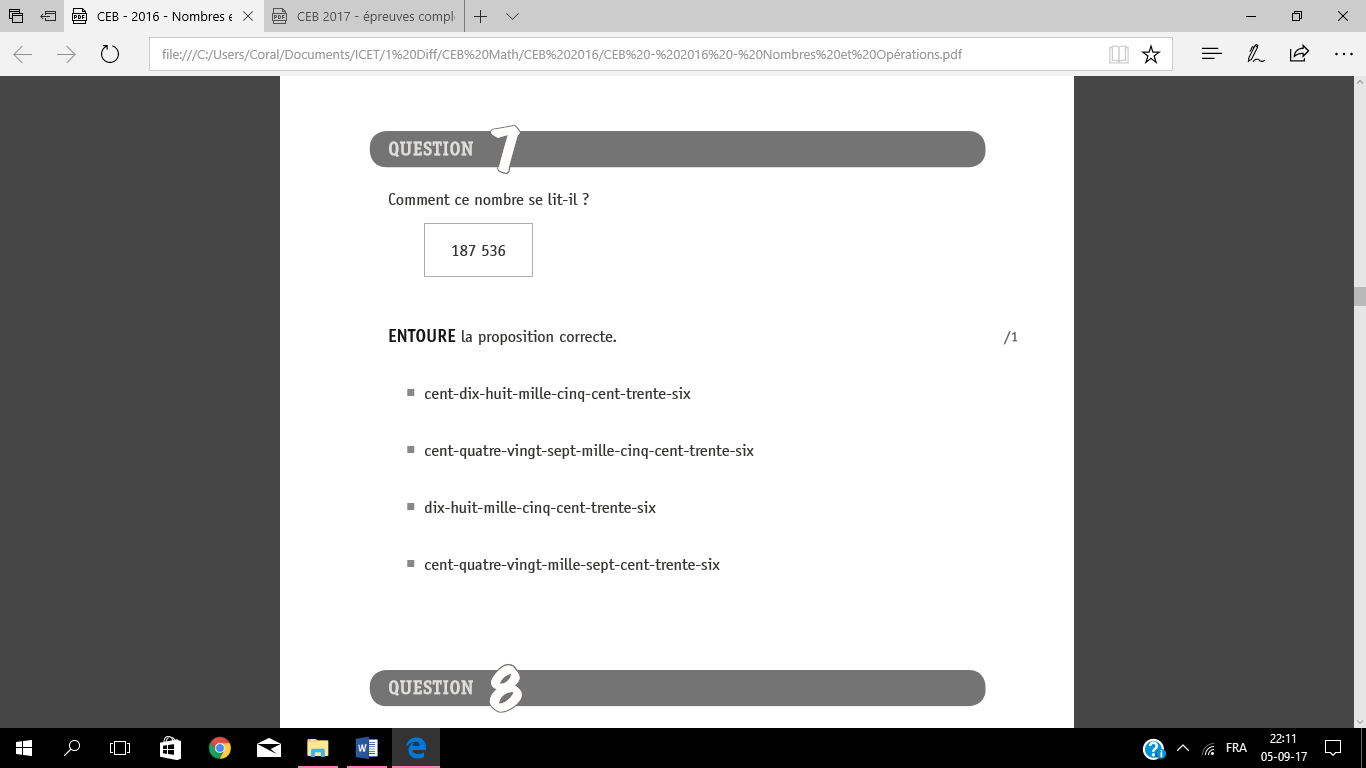 CEB - 2016 - Nombres e
CEB 2017 - épreuves compl
file:///C:/Users/Coral/Documents/ICET/1%20Diff/CEB%20Math/CEB%202016/CEB%20-%202016%20-%20Nombres%20et%20Opérations.pdf
QUESTION 7
Comment ce nombre se lit-il ?
187 536
ENTOURE la proposition correcte. /1
cent-dix-huit-mille-cinq-cent-trente-six
cent-quatre-vingt-sept-mille-cinq-cent-trente-six
dix-huit-mille-cinq-cent-trente-six
cent-quatre-vingt-mille-sept-cent-trente-six
QUESTION 8
FRA
22:11
05-09-17